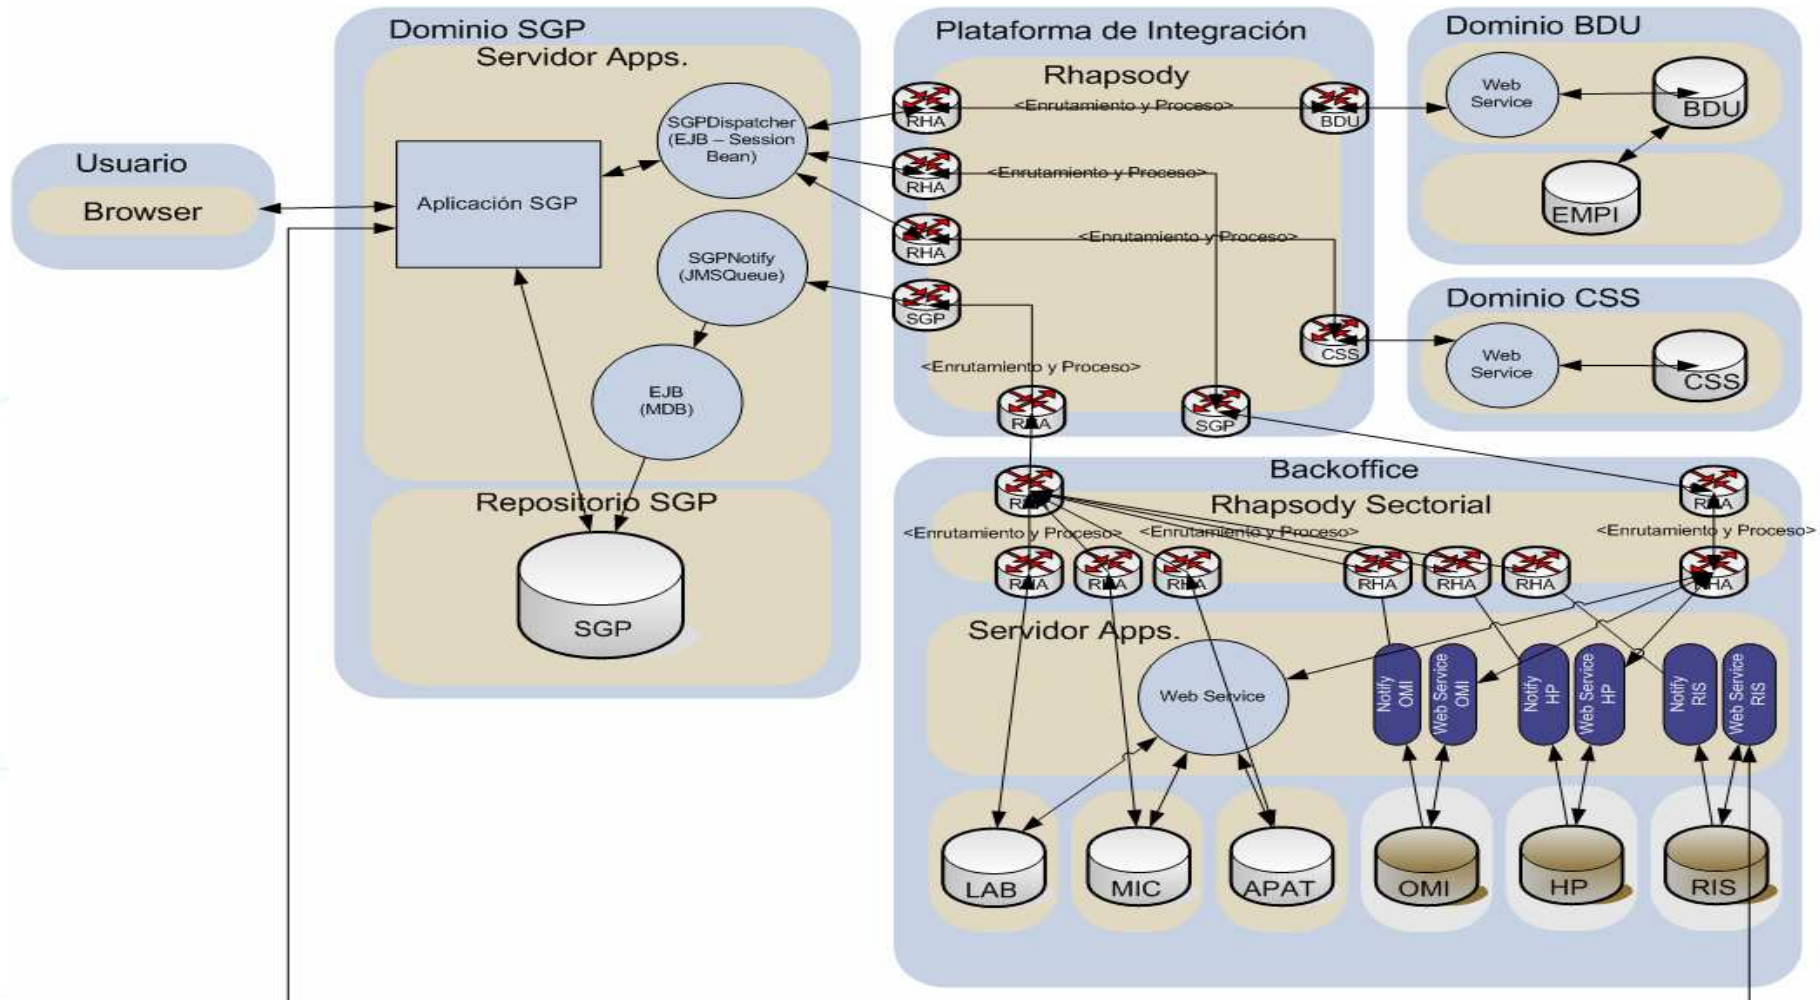 Usuario
Browser
Dominio SGP
Servidor Apps.
Aplicación SGP
SGPDispatcher
(EJB – Session
Bean)
SGPNotify
(JMSQueue)
EJB
(MDB)
Repositorio SGP
SGP
Plataforma de Integración
Rhapsody
RHA
<Enrutamiento y Proceso>
BDU
RHA
<Enrutamiento y Proceso>
RHA
<Enrutamiento y Proceso>
SGP
CSS
<Enrutamiento y Proceso>
RHA
SGP
Dominio BDU
Web
Service
BDU
EMPI
Dominio CSS
Web
Service
CSS
Backoffice
RHA
Rhapsody Sectorial
RHA
<Enrutamiento y Proceso>
<Enrutamiento y Proceso>
<Enrutamiento y Proceso>
RHA
RHA
RHA
RHA
RHA
RHA
RHA
Servidor Apps.
Web Service
Notify
OMI
Web Service
OMI
Notify
HP
Web Service
HP
Notify
RIS
Web Service
RIS
LAB
MIC
APAT
OMI
HP
RIS